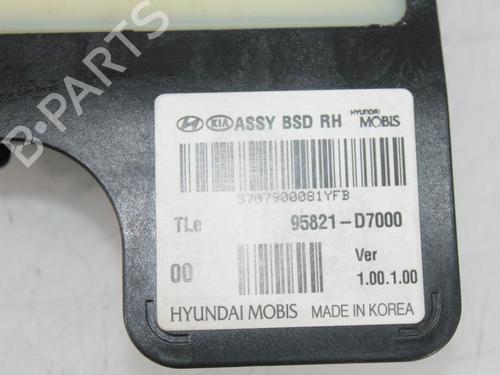 KIA ASSY BSD RH HYUNDAI MOBIS
S707900081YFB
TLe 95821-D7000
00 Ver 1.00.1.00
HYUNDAI MOBIS MADE IN KOREA